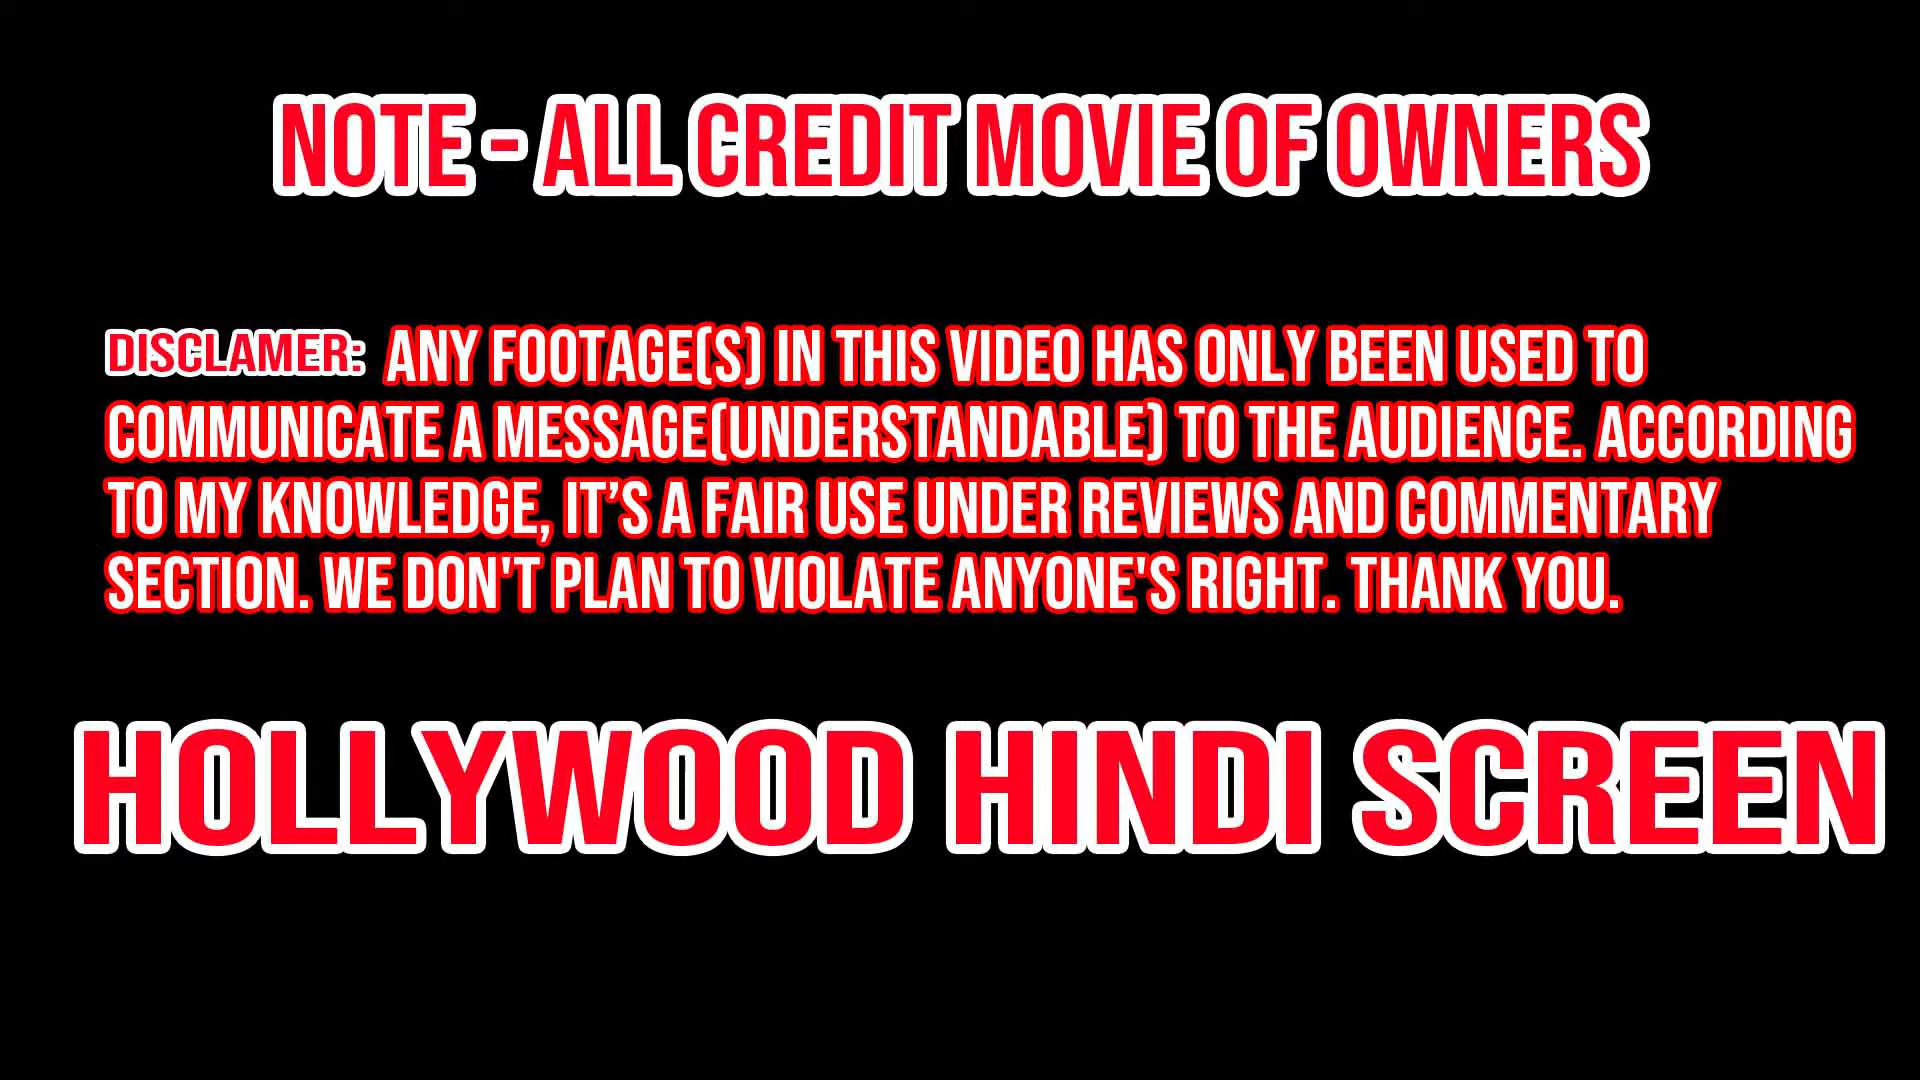 NOTE - ALL CREDIT MOVIE OF OWNERS
DISCLAMER: ANY FOOTAGE(S) IN THIS VIDEO HAS ONLY BEEN USED TO
COMMUNICATE A MESSAGE(UNDERSTANDABLE) TO THE AUDIENCE. ACCORDING
TO MY KNOWLEDGE, IT’S A FAIR USE UNDER REVIEWS AND COMMENTARY
SECTION. WE DON'T PLAN TO VIOLATE ANYONE'S RIGHT. THANK YOU.
HOLLYWOOD HINDI SCREEN